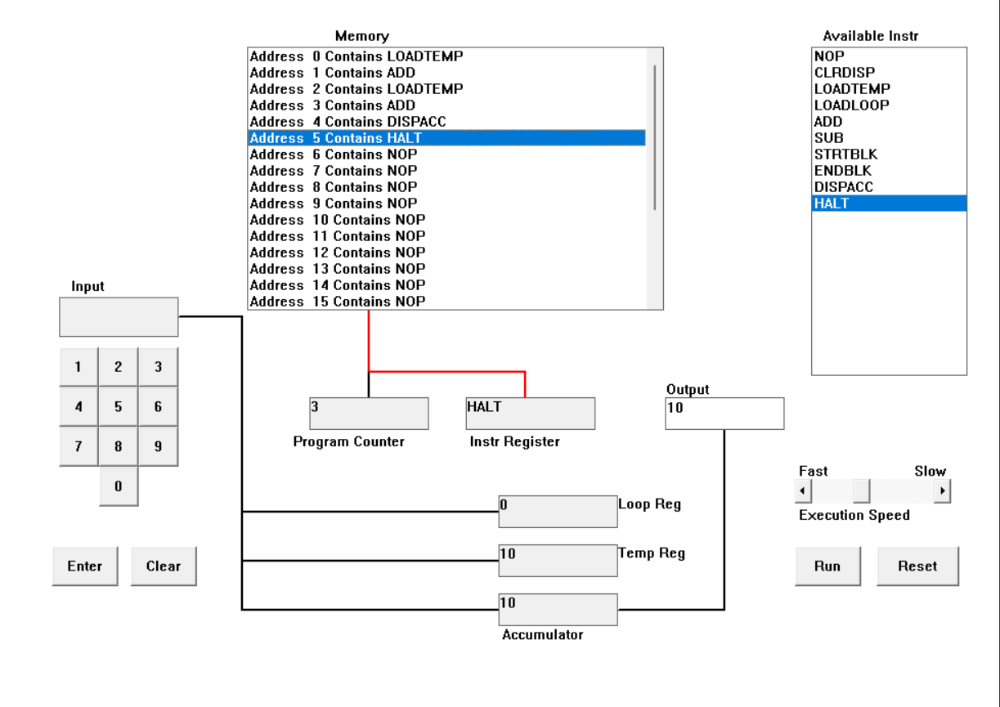 Memory
Available Instr
Address 0 Contains LOADTEMP
Address 1 Contains ADD
Address 2 Contains LOADTEMP
Address 3 Contains ADD
Address 4 Contains DISPACC
Address 5 Contains HALT
Address 6 Contains NOP
Address 7 Contains NOP
Address 8 Contains NOP
Address 9 Contains NOP
Address 10 Contains NOP
Address 11 Contains NOP
Address 12 Contains NOP
Address 13 Contains NOP
Address 14 Contains NOP
Address 15 Contains NOP
NOP
CLRDISP
LOADTEMP
LOADLOOP
ADD
SUB
STRTBLK
ENDBLK
DISPACC
HALT
Input
1 2 3
4 5 6
7 8 9
0
Enter Clear
3
Program Counter
HALT
Instr Register
Output
10
0
Loop Reg
10
Temp Reg
10
Accumulator
Fast Slow
Execution Speed
Run Reset